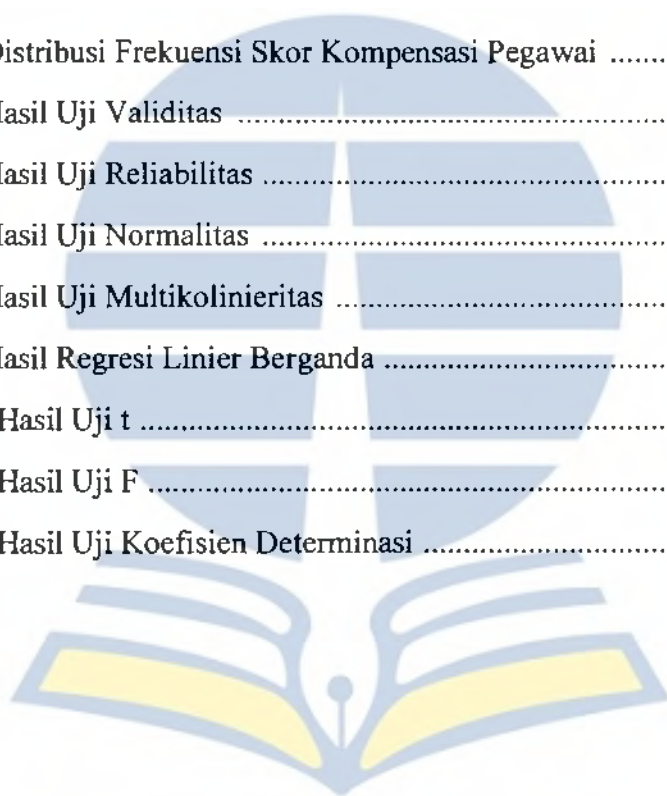 Distribusi Frekuensi Skor Kompensasi Pegawai ........
Hasil Uji Validitas ..................................................
Hasil Uji Reliabilitas ...............................................
Hasil Uji Normalitas ...............................................
Hasil Uji Multikolinieritas ......................................
Hasil Regresi Linier Berganda .................................
Hasil Uji t ...............................................................
Hasil Uji F ..............................................................
Hasil Uji Koefisien Determinasi .............................